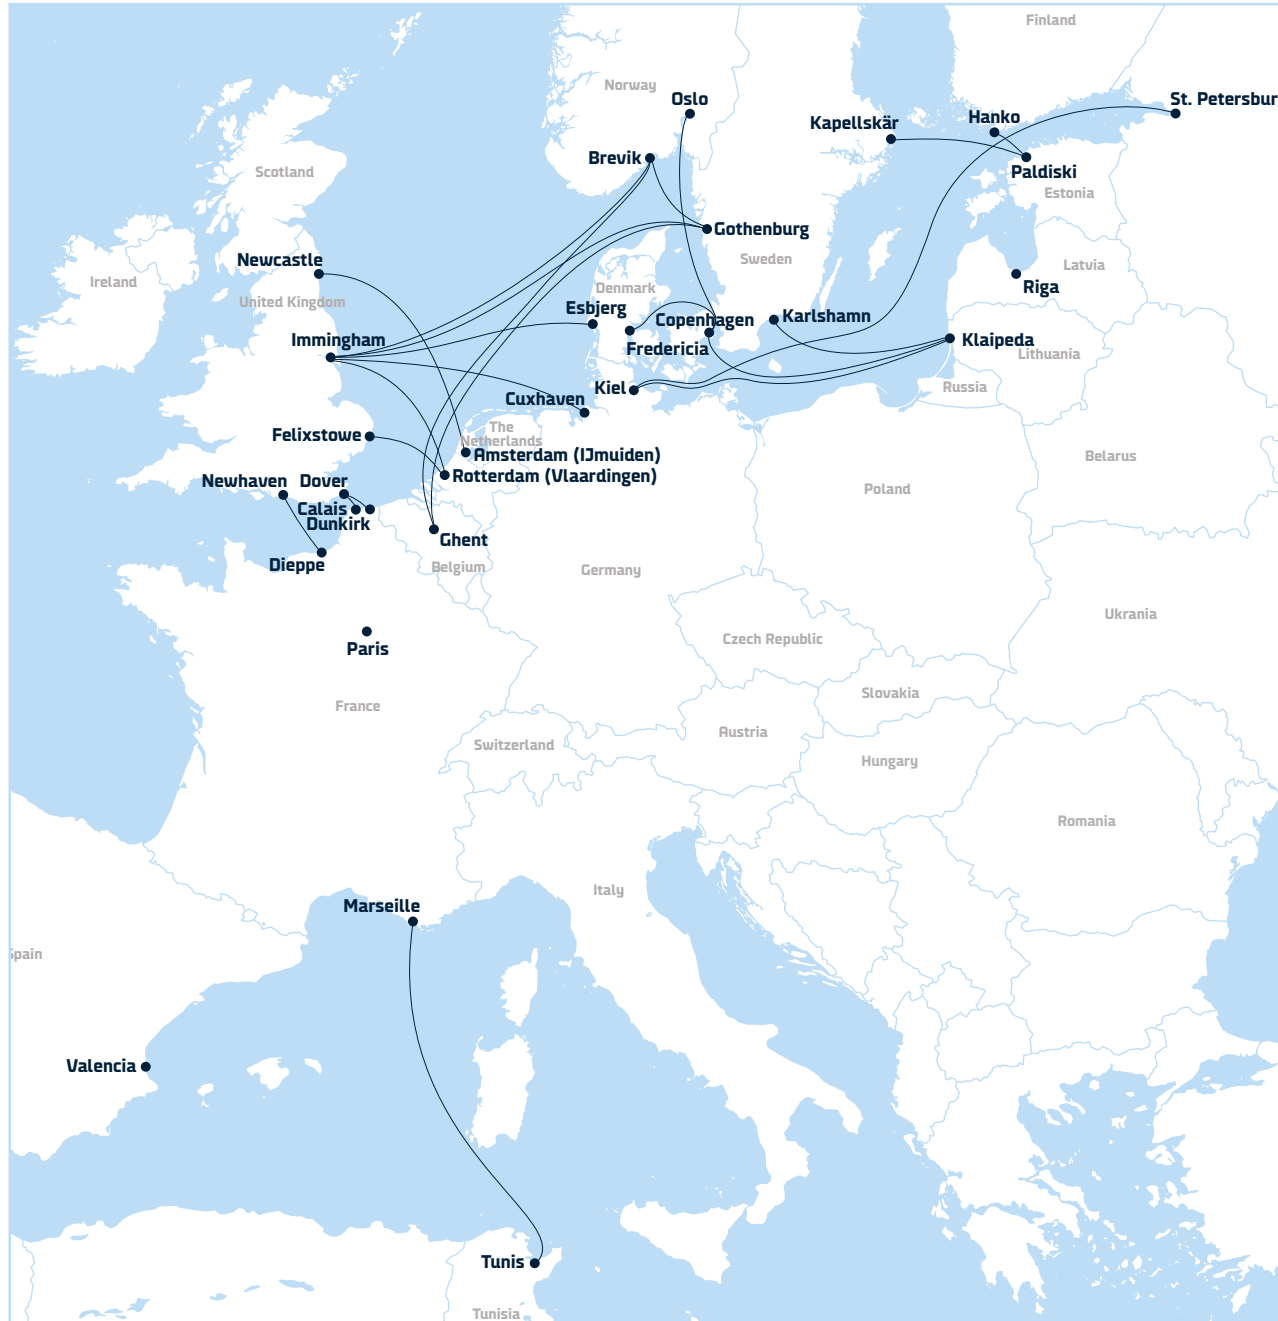 Finland
Norway
Oslo
St. Petersbur
Kapellskär
Hanko
Brevik
Paldiski
Scotland
Estonia
Gothenburg
Newcastle
Sweden
Latvia
Ireland
Denmark
Riga
United Kingdom
Esbjerg
Copenhagen
Karlshamn
Immingham
Fredericia
Klaipeda
Lithuania
Kiel
Russia
Cuxhaven
The
Netherlands
Felixstowe
Amsterdam (IJmuiden)
Belarus
Rotterdam (Vlaardingen)
Newhaven
Dover
Poland
Calais
Dunkirk
Ghent
Dieppe
Belgium
Germany
Ukrania
Czech Republic
Paris
Slovakia
France
Austria
Switzerland
Hungary
Romania
Italy
Marseille
Spain
Valencia
Tunis
Tunisia